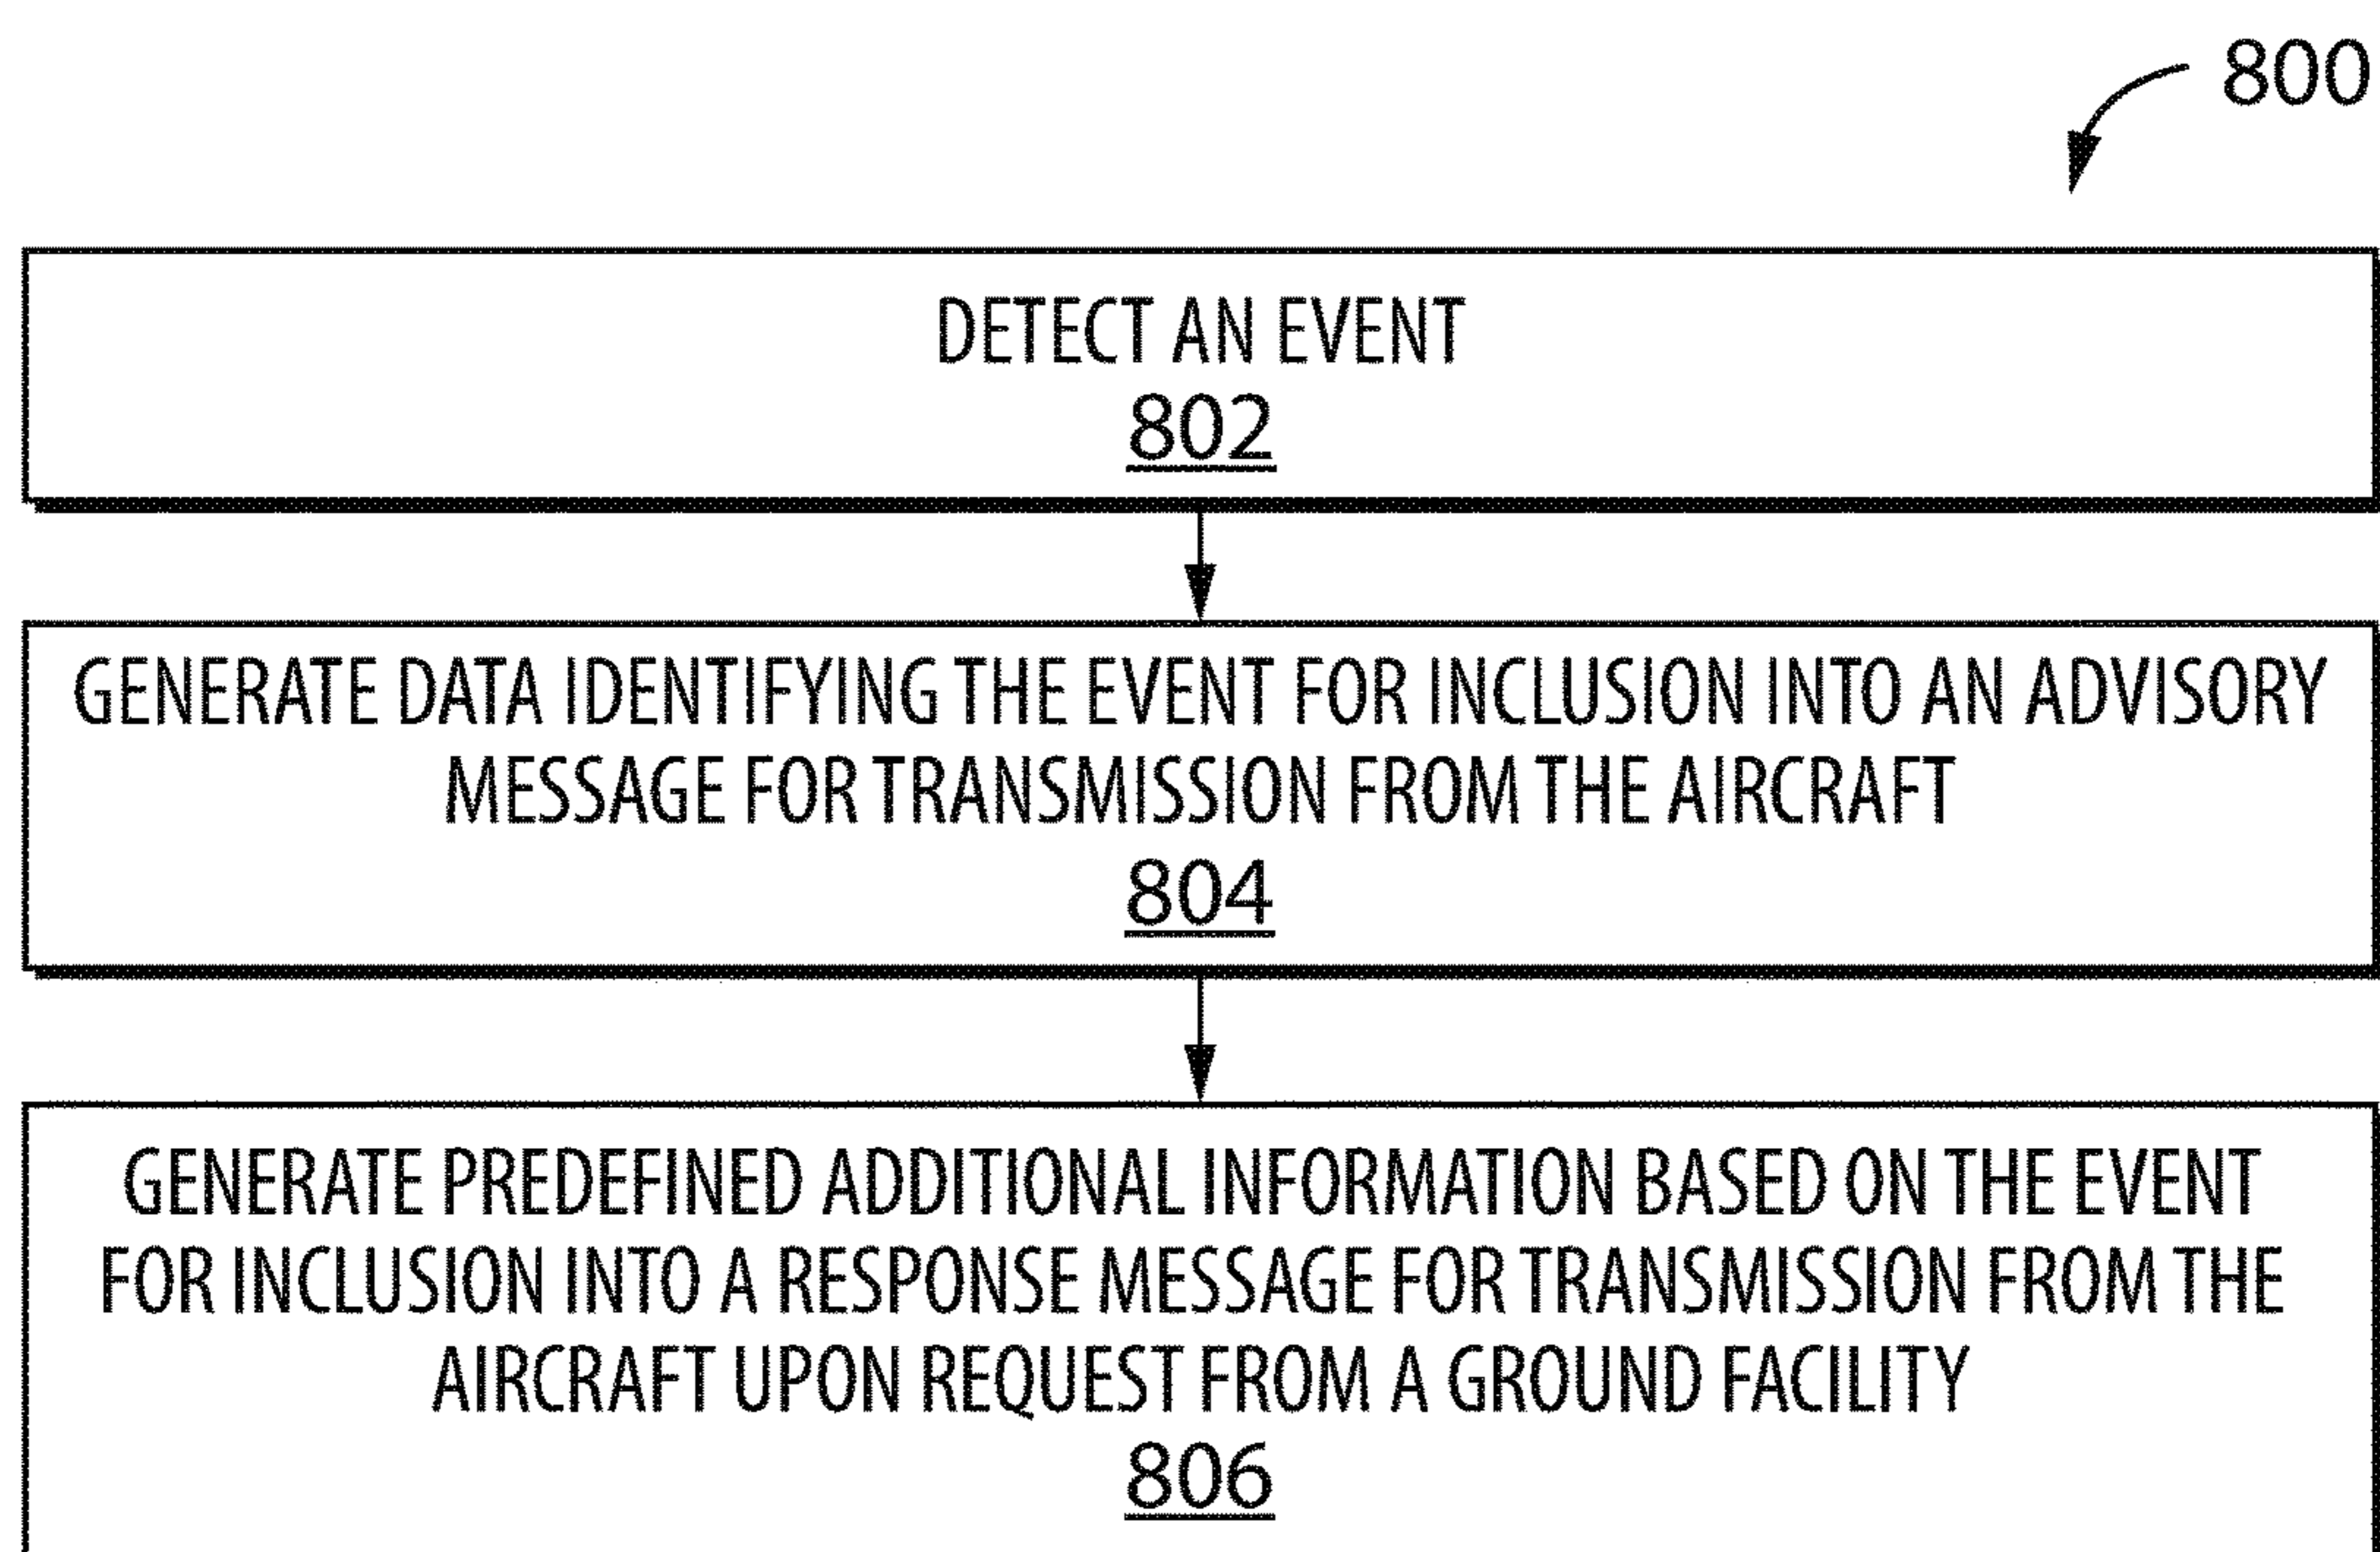 800
DETECT AN EVENT
802
GENERATE DATA IDENTIFYING THE EVENT FOR INCLUSION INTO AN ADVISORY
MESSAGE FOR TRANSMISSION FROM THE AIRCRAFT
804
GENERATE PREDEFINED ADDITIONAL INFORMATION BASED ON THE EVENT
FOR INCLUSION INTO A RESPONSE MESSAGE FOR TRANSMISSION FROM THE
AIRCRAFT UPON REQUEST FROM A GROUND FACILITY
806